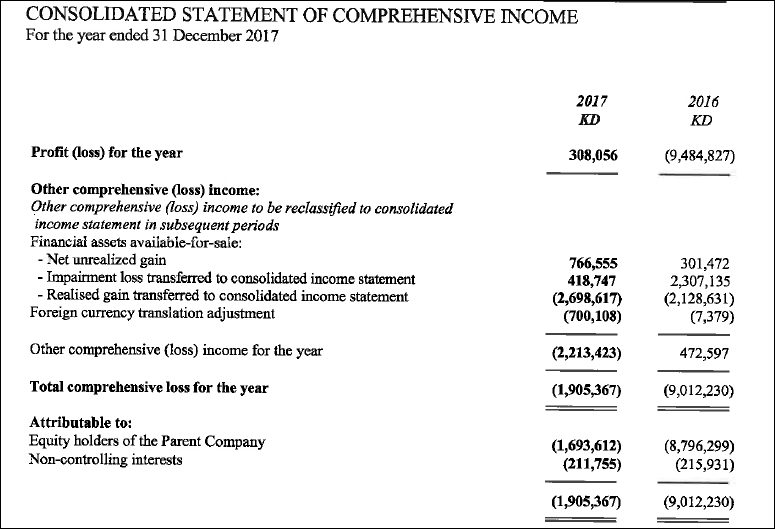 CONSOLIDATED STATEMENT OF COMPREHENSIVE INCOME
For the year ended 31 December 2017
2017 2016
KD KD
Profit (loss) for the year 308,056 (9,484,827)
Other comprehensive (loss) income:
Other comprehensive (loss) income to be reclassified to consolidated
income statement in subsequent periods
Financial assets available-for-sale:
- Net unrealized gain 766,555 301,472
- Impairment loss transferred to consolidated income statement 418,747 2,307,135
- Realised gain transferred to consolidated income statement (2,698,617) (2,128,631)
Foreign currency translation adjustment (700,108) (7,379)
Other comprehensive (loss) income for the year (2,213,423) 472,597
Total comprehensive loss for the year (1,905,367) (9,012,230)
Attributable to:
Equity holders of the Parent Company (1,693,612) (8,796,299)
Non-controlling interests (211,755) (215,931)
(1,905,367) (9,012,230)